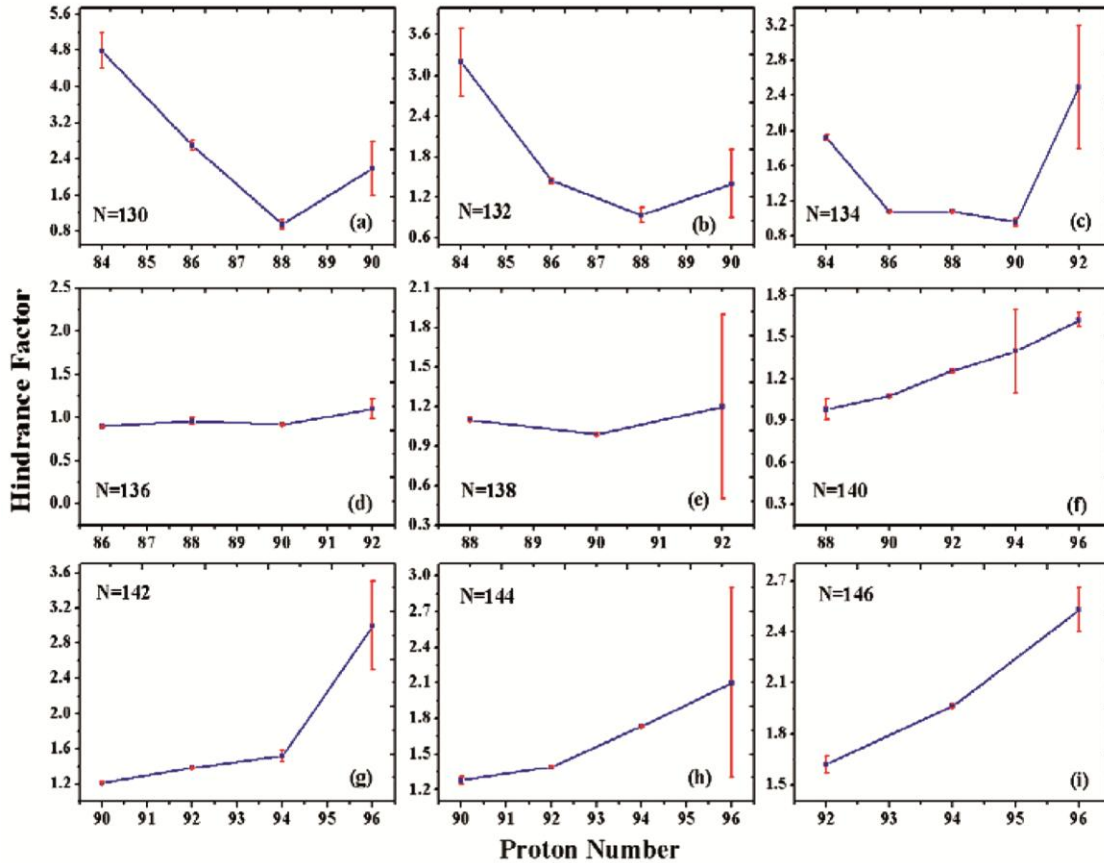 5.6
4.8
4.0
3.2
2.4
1.6
0.8
N=130
(a)
84 85 86 87 88 89 90
3.6
3.0
2.4
1.8
1.2
0.6
N=132
(b)
84 85 86 87 88 89 90
3.2
2.8
2.4
2.0
1.6
1.2
0.8
N=134
(c)
84 86 88 90 92
Hindrance Factor
2.5
2.0
1.5
1.0
0.5
0.0
N=136
(d)
86 87 88 89 90 91 92
2.1
1.8
1.5
1.2
0.9
0.6
0.3
N=138
(e)
88 89 90 91 92
1.8
1.5
1.2
0.9
0.6
0.3
N=140
(f)
88 90 92 94 96
3.6
3.2
2.8
2.4
2.0
1.6
1.2
N=142
(g)
90 91 92 93 94 95 96
3.0
2.7
2.4
2.1
1.8
1.5
1.2
N=144
(h)
90 91 92 93 94 95 96
2.7
2.4
2.1
1.8
1.5
N=146
(i)
92 93 94 95 96
Proton Number